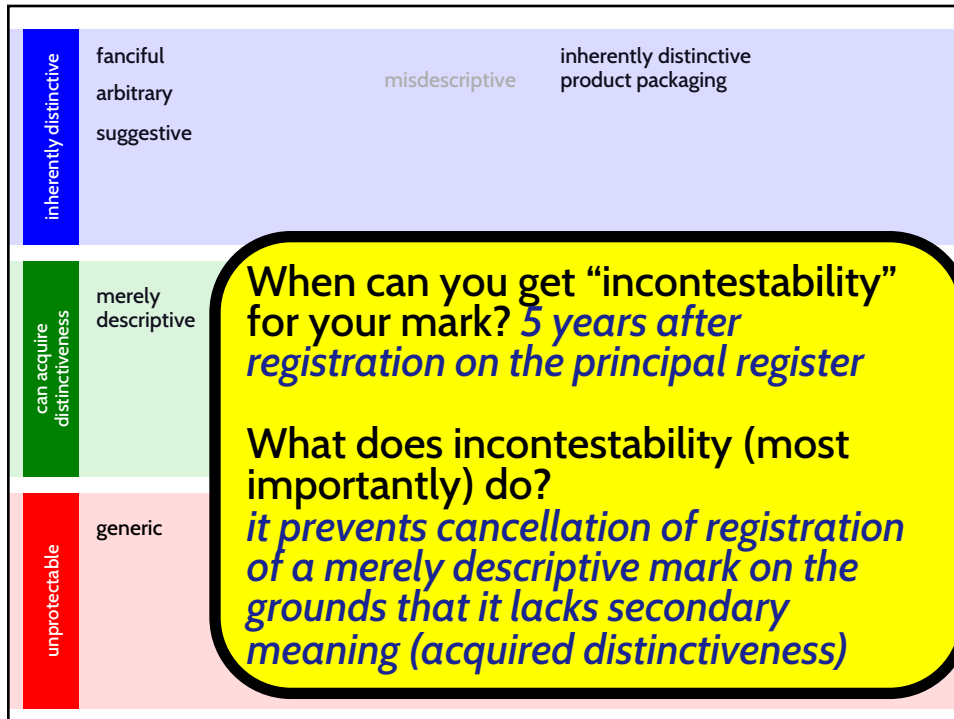 inherently distinctive
fanciful
arbitrary
suggestive
misdescriptive
inherently distinctive
product packaging
can acquire
distinctiveness
merely
descriptive
unprotectable
generic
When can you get “incontestability”
for your mark? 5 years after
registration on the principal register
What does incontestability (most
importantly) do?
it prevents cancellation of registration
of a merely descriptive mark on the
grounds that it lacks secondary
meaning (acquired distinctiveness)